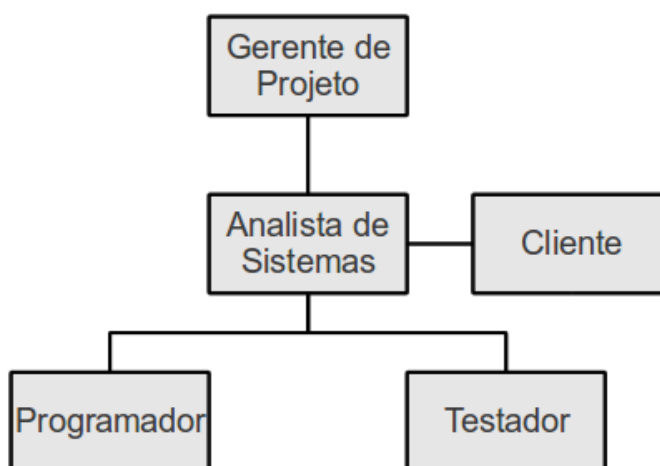 Gerente de
Projeto
Analista de
Sistemas
Cliente
Programador
Testador